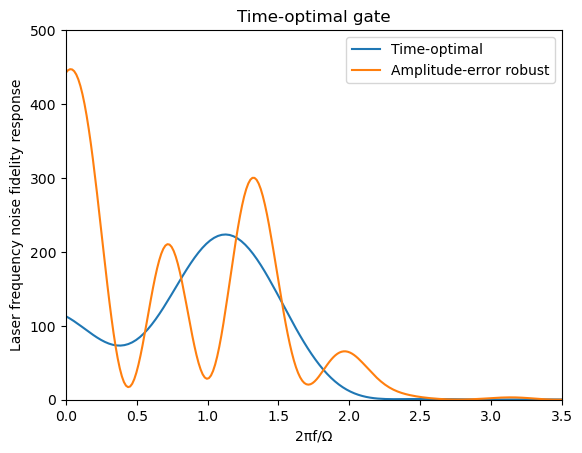 Time-optimal gate
Time-optimal
Amplitude-error robust
Laser frequency noise fidelity response
500
400
300
200
100
0
0.0 0.5 1.0 1.5 2.0 2.5 3.0 3.5
2πf/Ω